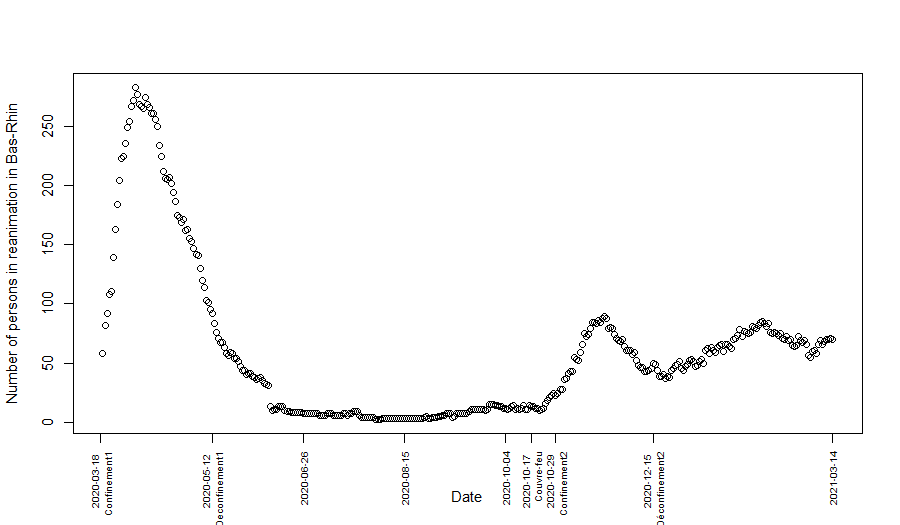 Number of persons in reanimation in Bas-Rhin
250
200
150
100
50
0
2020-03-18
Confinement1
2020-05-12
Deconfinement1
2020-06-26
2020-08-15
2020-10-04
2020-10-17
Couvre-feu
2020-10-29
Confinement2
2020-12-15
Déconfinement2
2021-03-14
Date